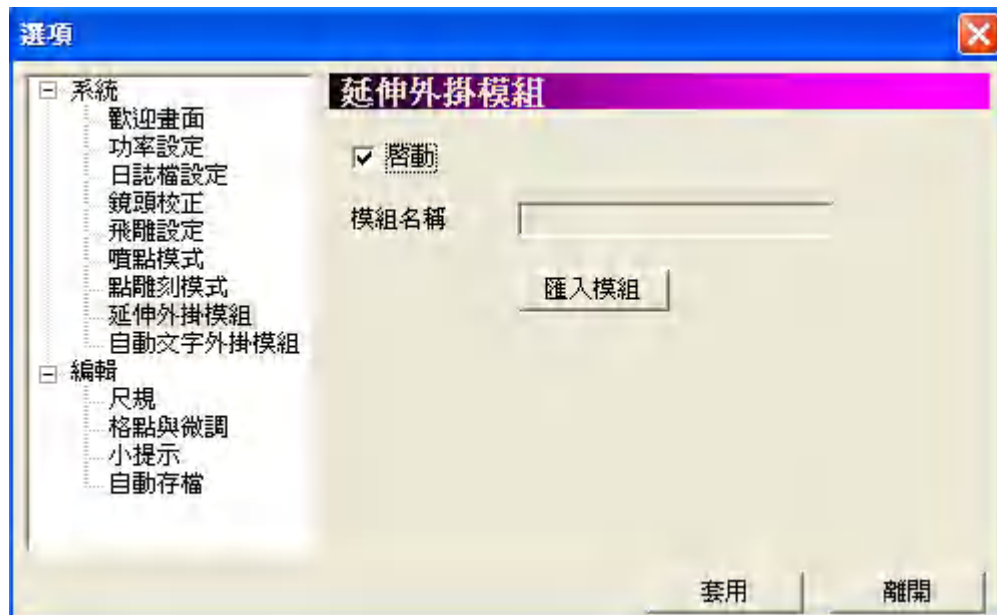 選項
系統
歡迎畫面
功率設定
日誌檔設定
鏡頭校正
飛雕設定
噴點模式
點雕刻模式
延伸外掛模組
自動文字外掛模組
編輯
尺規
格點與微調
小提示
自動存檔
延伸外掛模組
啟動
模組名稱
匯入模組
套用
離開